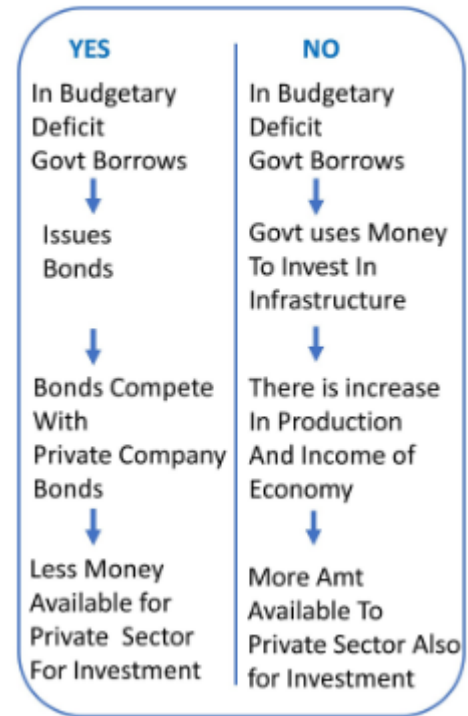 YES
In Budgetary
Deficit
Govt Borrows
Issues
Bonds
Bonds Compete
With
Private Company
Bonds
Less Money
Available for
Private Sector
For Investment
NO
In Budgetary
Deficit
Govt Borrows
Govt uses Money
To Invest In
Infrastructure
There is increase
In Production
And Income of
Economy
More Amt
Available To
Private Sector Also
for Investment